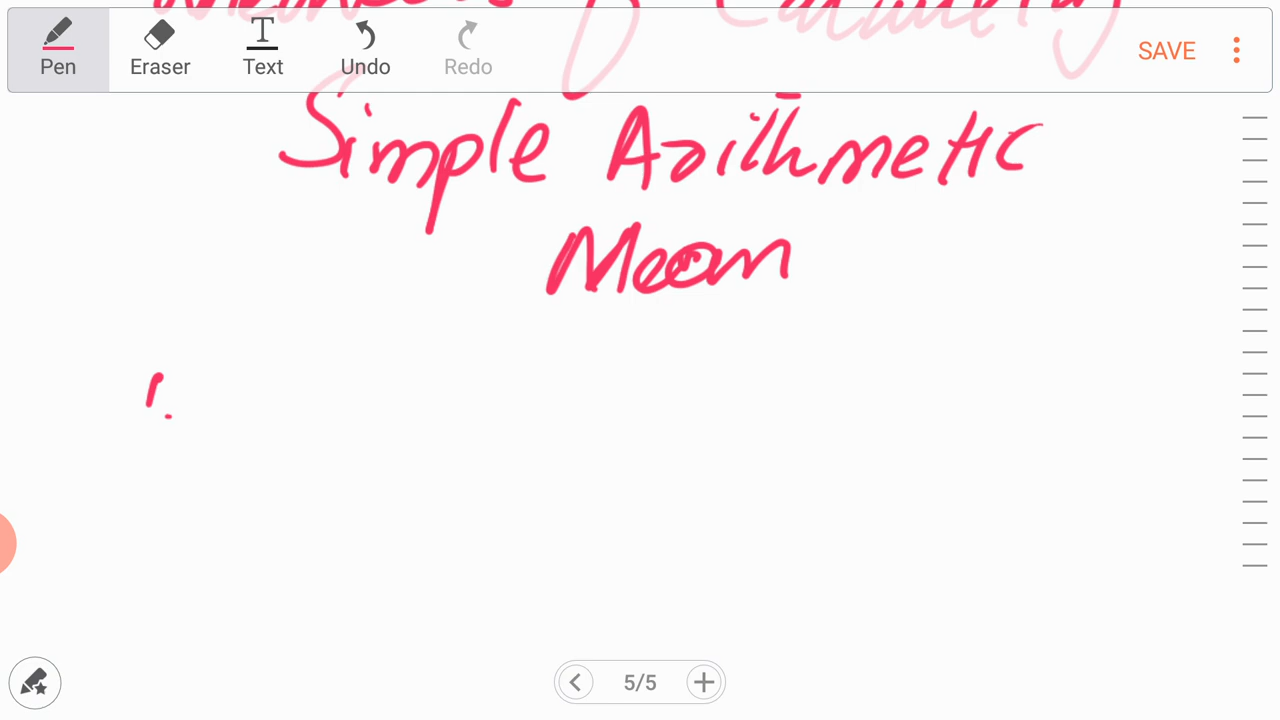 Pen
Eraser
Text
Undo
Redo
SAVE
Simple Arithmetic
Mean
1.
5/5